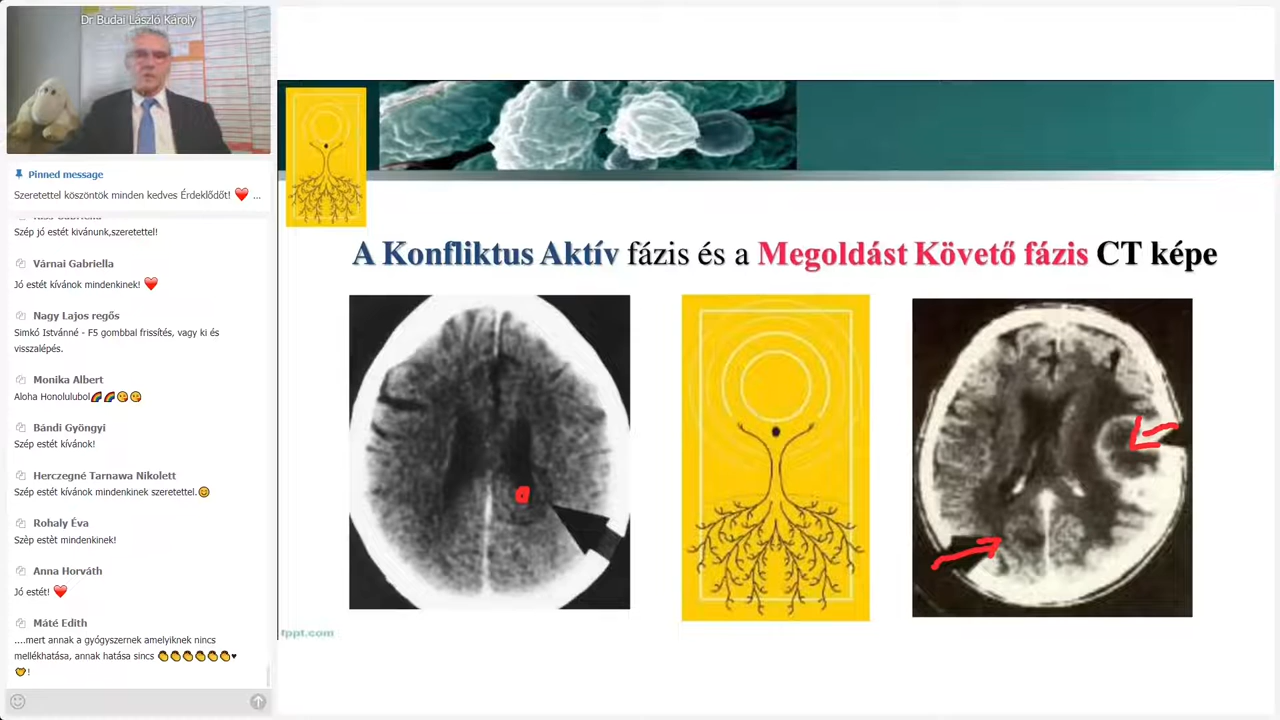 Dr Budai László Károly
Pinned message
Szeretettel köszöntök minden kedves Érdeklődőt! ❤️ ...
Szép jó estét kivánunk,szeretettel!
Várnai Gabriella
Jó estét kívánok mindenkinek! ❤️
Nagy Lajos regős
Simkó Istvánné - F5 gombbal frissítés, vagy ki és
visszalépés.
Monika Albert
Aloha Honolulubol🌈🌈😘😘
Bándi Gyöngyi
Szép estét kívánok!
Herczegné Tarnawa Nikolett
Szép estét kívánok mindenkinek szeretettel.😊
Rohaly Éva
Szèp estèt mindenkinek!
Anna Horváth
Jó estét! ❤️
Máté Edith
....mert annak a gyógyszernek amelyiknek nincs
mellékhatása, annak hatása sincs 👏👏👏👏👏👏♥
!
A Konfliktus Aktív fázis és a Megoldást Követő fázis CT képe
fppt.com